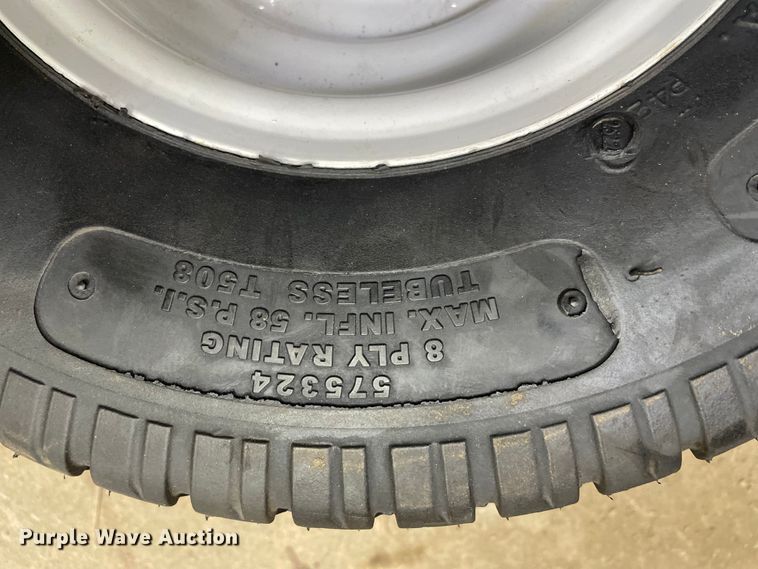 575324
8 PLY RATING
MAX. INFL. 58 P.S.I.
TUBELESS T508
Purple Wave Auction